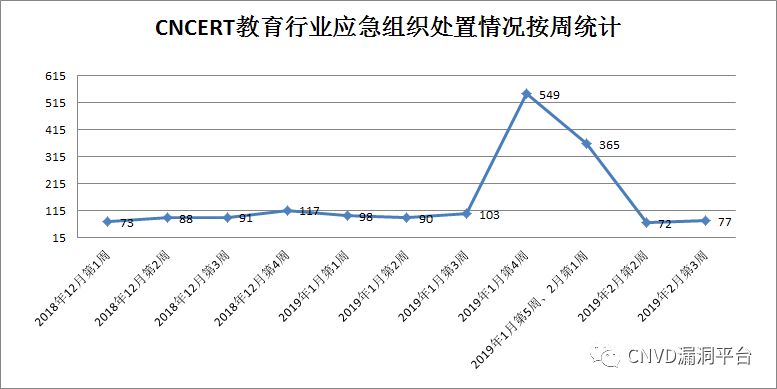 CNCERT教育行业应急组织处置情况按周统计
615
515
415
315
215
115
15
73
88
91
117
98
90
103
549
365
72
77
2018年12月第1周
2018年12月第2周
2018年12月第3周
2018年12月第4周
2019年1月第1周
2019年1月第2周
2019年1月第3周
2019年1月第4周
2019年1月第5周、2月第1周
2019年2月第2周
2019年2月第3周
CNVD漏洞平台